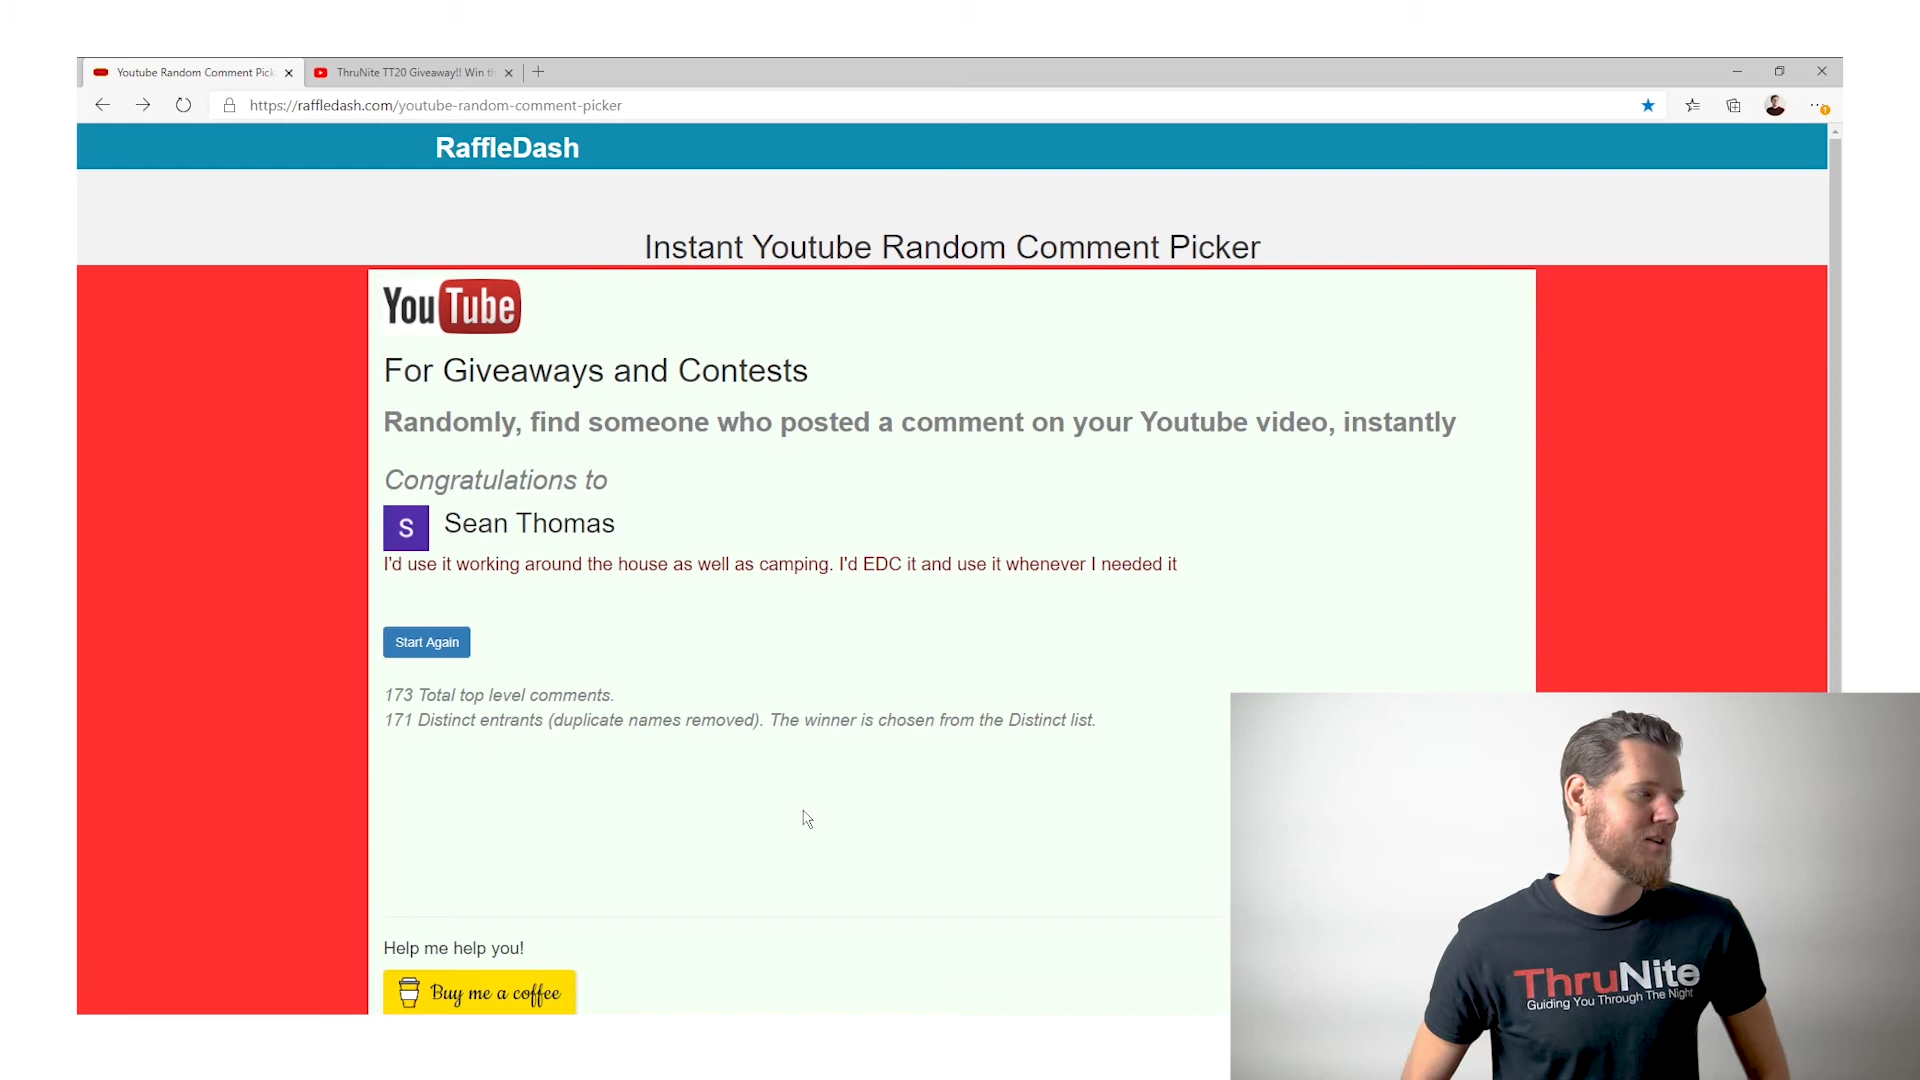 Youtube Random Comment Pick
ThruNite TT20 Giveaway!! Win th
https://raffledash.com/youtube-random-comment-picker
RaffleDash
Instant Youtube Random Comment Picker
YouTube
For Giveaways and Contests
Randomly, find someone who posted a comment on your Youtube video, instantly
Congratulations to
S
Sean Thomas
I'd use it working around the house as well as camping. I'd EDC it and use it whenever I needed it
Start Again
173 Total top level comments.
171 Distinct entrants (duplicate names removed). The winner is chosen from the Distinct list.
Help me help you!
Buy me a coffee
ThruNite
Guiding You Through The Night